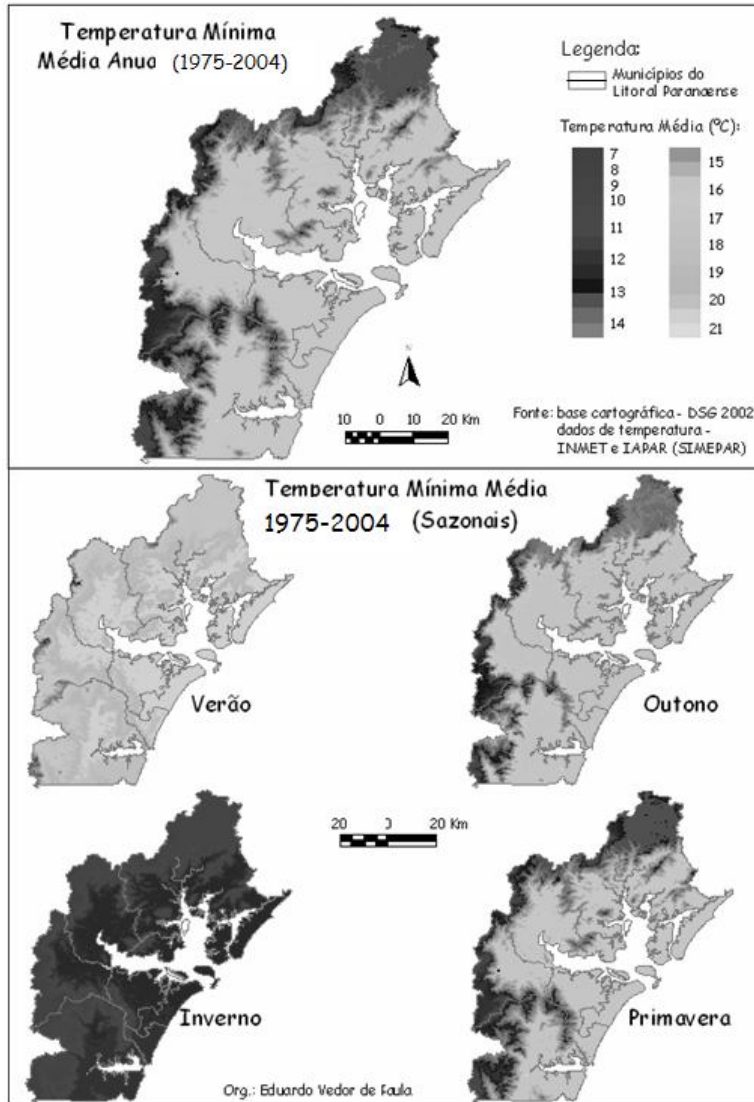 Temperatura Mínima
Média Anua (1975-2004)
Legenda:
Municípios do
Litoral Paranaense
Temperatura Média (ºC):
7
8
9
10
11
12
13
14
15
16
17
18
19
20
21
N
10 0 10 20 Km
Fonte: base cartográfica - DSG 2002
dados de temperatura -
INMET e IAPAR (SIMEPAR)
Temperatura Mínima Média
1975-2004 (Sazonais)
Verão
Outono
20 0 20 Km
Inverno
Primavera
Org.: Eduardo Vedor de Paula